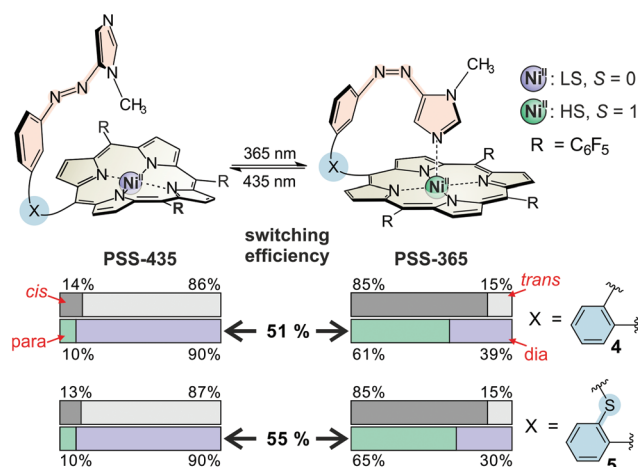 N
N
N
N
CH₃
R
N
N
N
N
Ni^II
R
R
X
365 nm
435 nm
N
N
N
CH₃
N
R
X
N
N
N
N
Ni^II
R
R
Ni^II: LS, S = 0
Ni^II: HS, S = 1
R = C₆F₅
PSS-435
switching
efficiency
PSS-365
14% 86%
cis
para
10% 90%
51 %
85% 15%
trans
dia
61% 39%
X =
4
13% 87%
10% 90%
55 %
85% 15%
65% 30%
X =
S
5